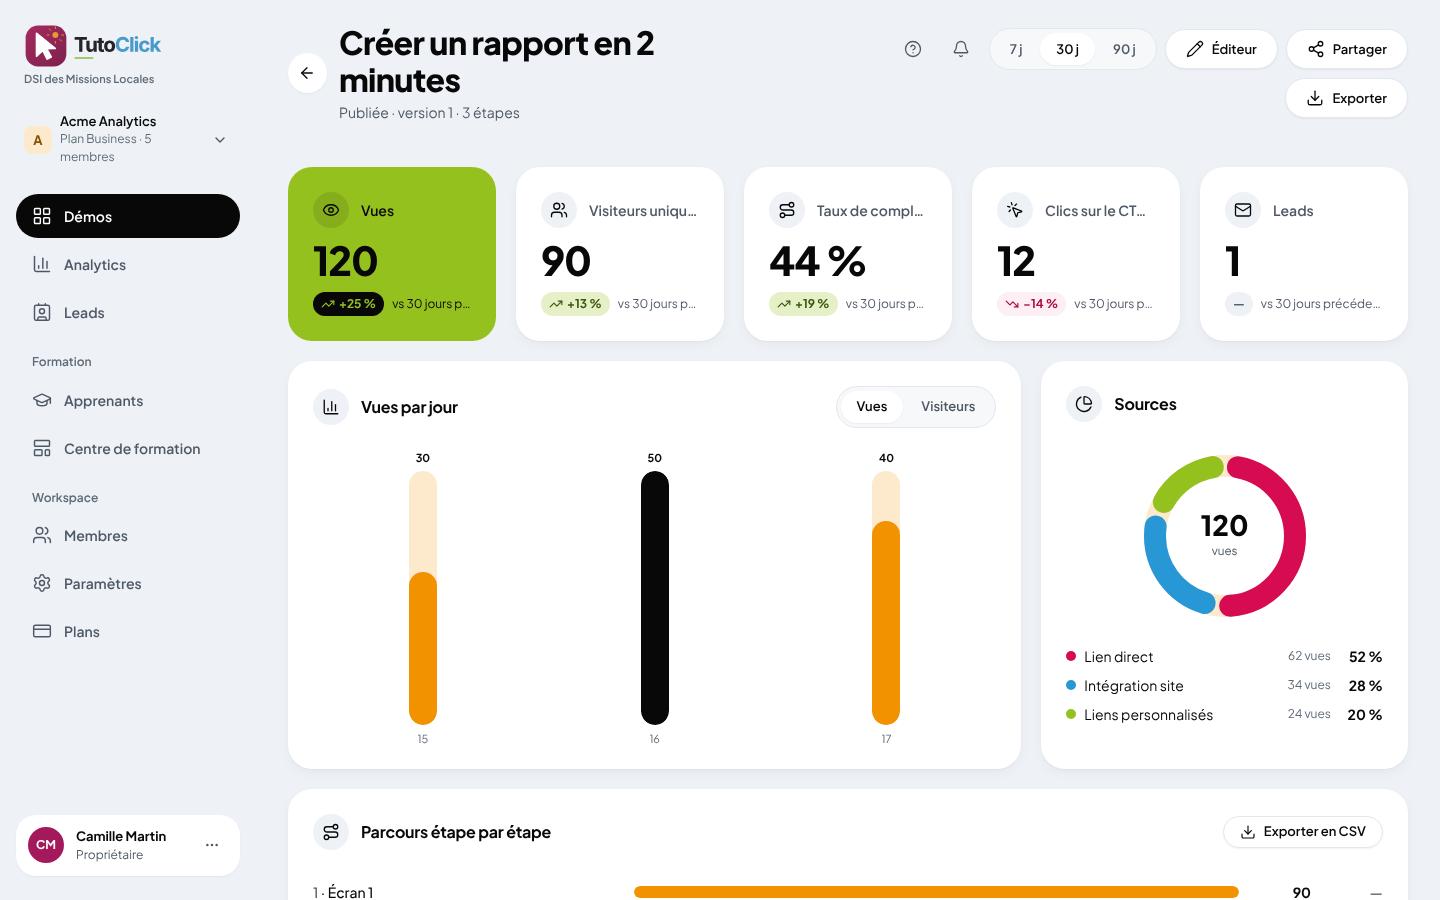 TutoClick
DSI des Missions Locales
A
Acme Analytics
Plan Business · 5
membres
Démos
Analytics
Leads
Formation
Apprenants
Centre de formation
Workspace
Membres
Paramètres
Plans
CM
Camille Martin
Propriétaire
Créer un rapport en 2
minutes
Publiée · version 1 · 3 étapes
7 j
30 j
90 j
Éditeur
Partager
Exporter
Vues
120
+25 %
vs 30 jours p…
Visiteurs uniqu…
90
+13 %
vs 30 jours p…
Taux de compl…
44 %
+19 %
vs 30 jours p…
Clics sur le CT…
12
-14 %
vs 30 jours p…
Leads
1
—
vs 30 jours précéde…
Vues par jour
Vues
Visiteurs
30
50
40
15
16
17
Sources
120
vues
Lien direct 62 vues 52 %
Intégration site 34 vues 28 %
Liens personnalisés 24 vues 20 %
Parcours étape par étape
Exporter en CSV
1 · Écran 1 90 —